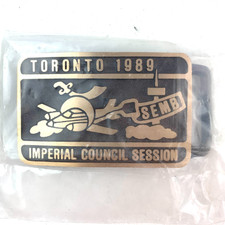 TORONTO 1989
SEMB
IMPERIAL COUNCIL SESSION